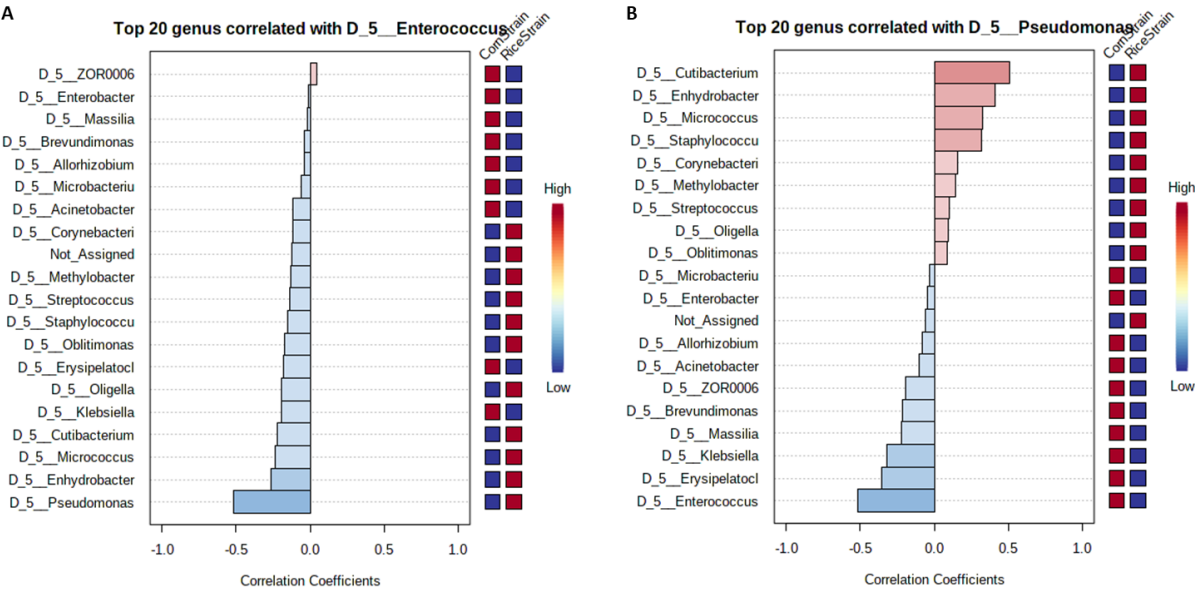 A
Top 20 genus correlated with D_5__Enterococcus
CornStrain
RiceStrain
D_5__ZOR0006
D_5__Enterobacter
D_5__Massilia
D_5__Brevundimonas
D_5__Allorhizobium
D_5__Microbacteriu
D_5__Acinetobacter
D_5__Corynebacteri
Not_Assigned
D_5__Methylobacter
D_5__Streptococcus
D_5__Staphylococcu
D_5__Oblitimonas
D_5__Erysipelatocl
D_5__Oligella
D_5__Klebsiella
D_5__Cutibacterium
D_5__Micrococcus
D_5__Enhydrobacter
D_5__Pseudomonas
High
Low
-1.0 -0.5 0.0 0.5 1.0
Correlation Coefficients
B
Top 20 genus correlated with D_5__Pseudomonas
CornStrain
RiceStrain
D_5__Cutibacterium
D_5__Enhydrobacter
D_5__Micrococcus
D_5__Staphylococcu
D_5__Corynebacteri
D_5__Methylobacter
D_5__Streptococcus
D_5__Oligella
D_5__Oblitimonas
D_5__Microbacteriu
D_5__Enterobacter
Not_Assigned
D_5__Allorhizobium
D_5__Acinetobacter
D_5__ZOR0006
D_5__Brevundimonas
D_5__Massilia
D_5__Klebsiella
D_5__Erysipelatocl
D_5__Enterococcus
High
Low
-1.0 -0.5 0.0 0.5 1.0
Correlation Coefficients